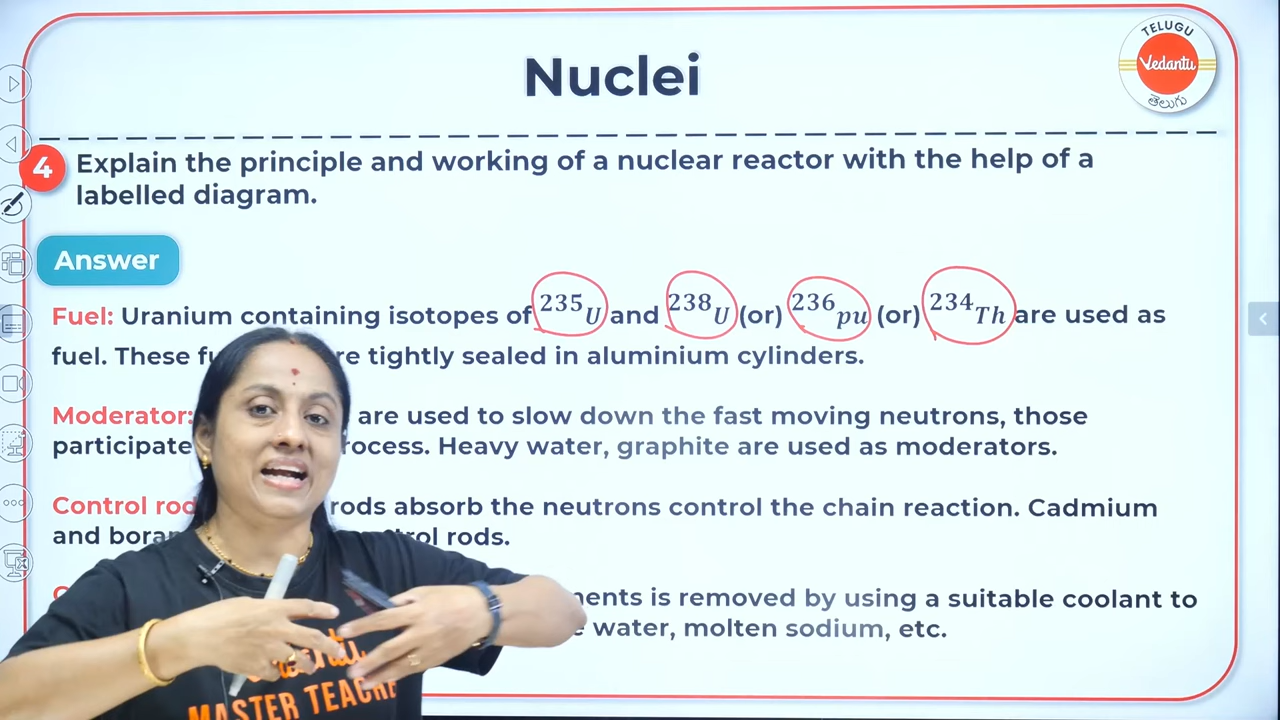 Nuclei
TELUGU
Vedantu
తెలుగు
4 Explain the principle and working of a nuclear reactor with the help of a
labelled diagram.
Answer
Fuel: Uranium containing isotopes of 235U and 238U (or) 236pu (or) 234Th are used as
fuel. These re tightly sealed in aluminium cylinders.
Moderator: are used to slow down the fast moving neutrons, those
participate rocess. Heavy water, graphite are used as moderators.
Control rod rods absorb the neutrons control the chain reaction. Cadmium
and bora rol rods.
ments is removed by using a suitable coolant to
water, molten sodium, etc.
MASTER TEACHE